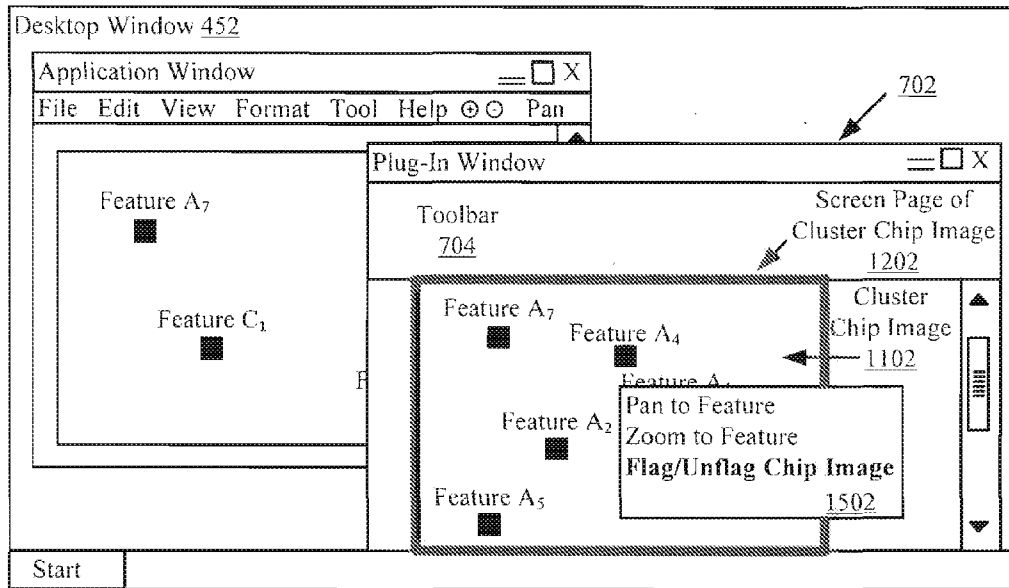 Desktop Window 452
Application Window X
File Edit View Format Tool Help Pan
702
Plug-In Window X
Toolbar
704
Screen Page of
Cluster Chip Image
1202
Feature A₇
Feature C₁
Feature A₇
Feature A₄
Feature
Feature A₂
Feature A₅
Cluster
Chip Image
1102
Pan to Feature
Zoom to Feature
Flag/Unflag Chip Image
1502
Start